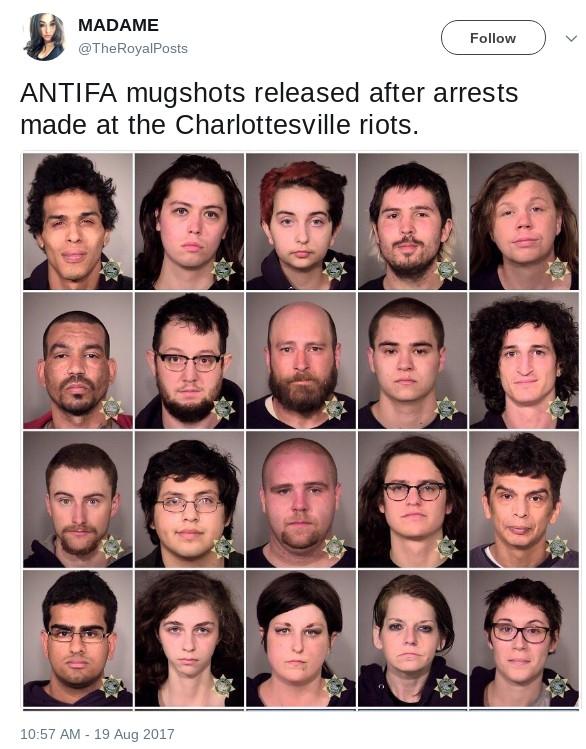 MADAME
@TheRoyalPosts
Follow
ANTIFA mugshots released after arrests
made at the Charlottesville riots.
10:57 AM - 19 Aug 2017